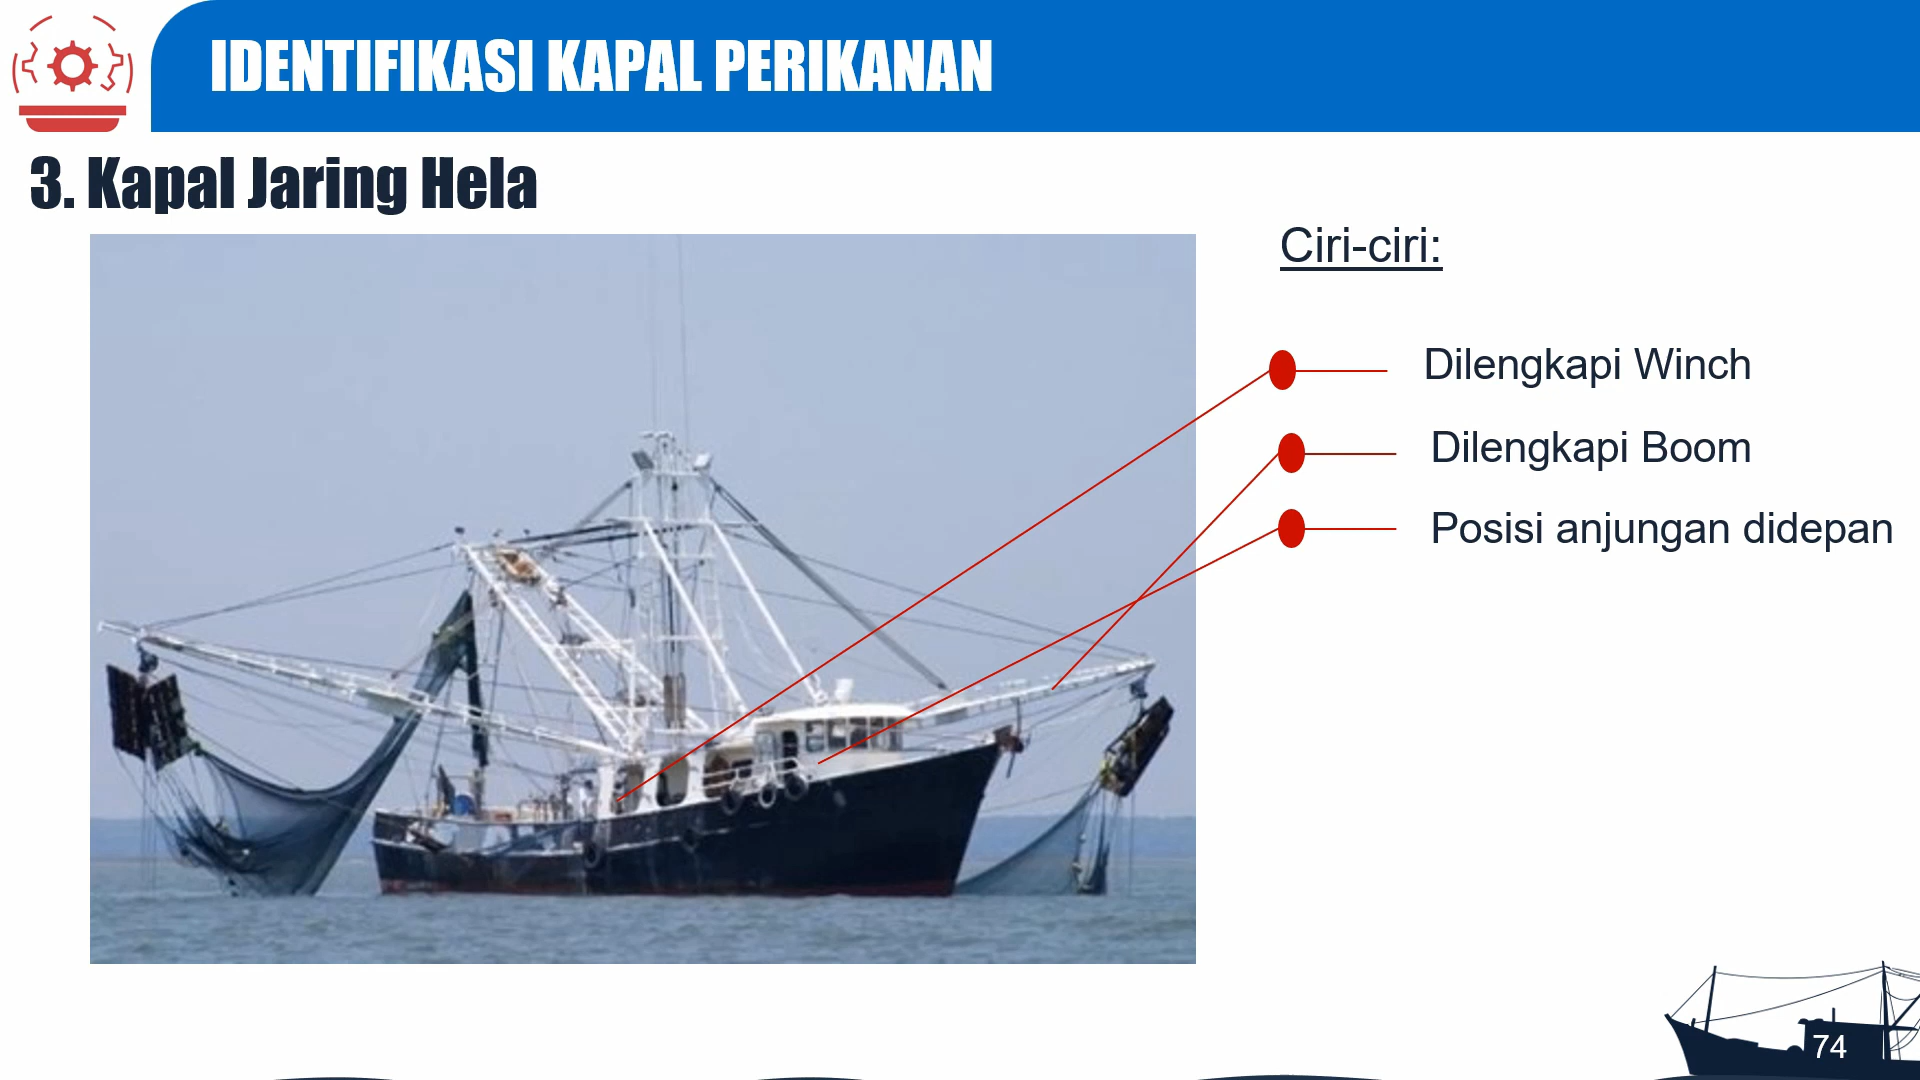 IDENTIFIKASI KAPAL PERIKANAN
3. Kapal Jaring Hela
Ciri-ciri:
Dilengkapi Winch
Dilengkapi Boom
Posisi anjungan didepan
74